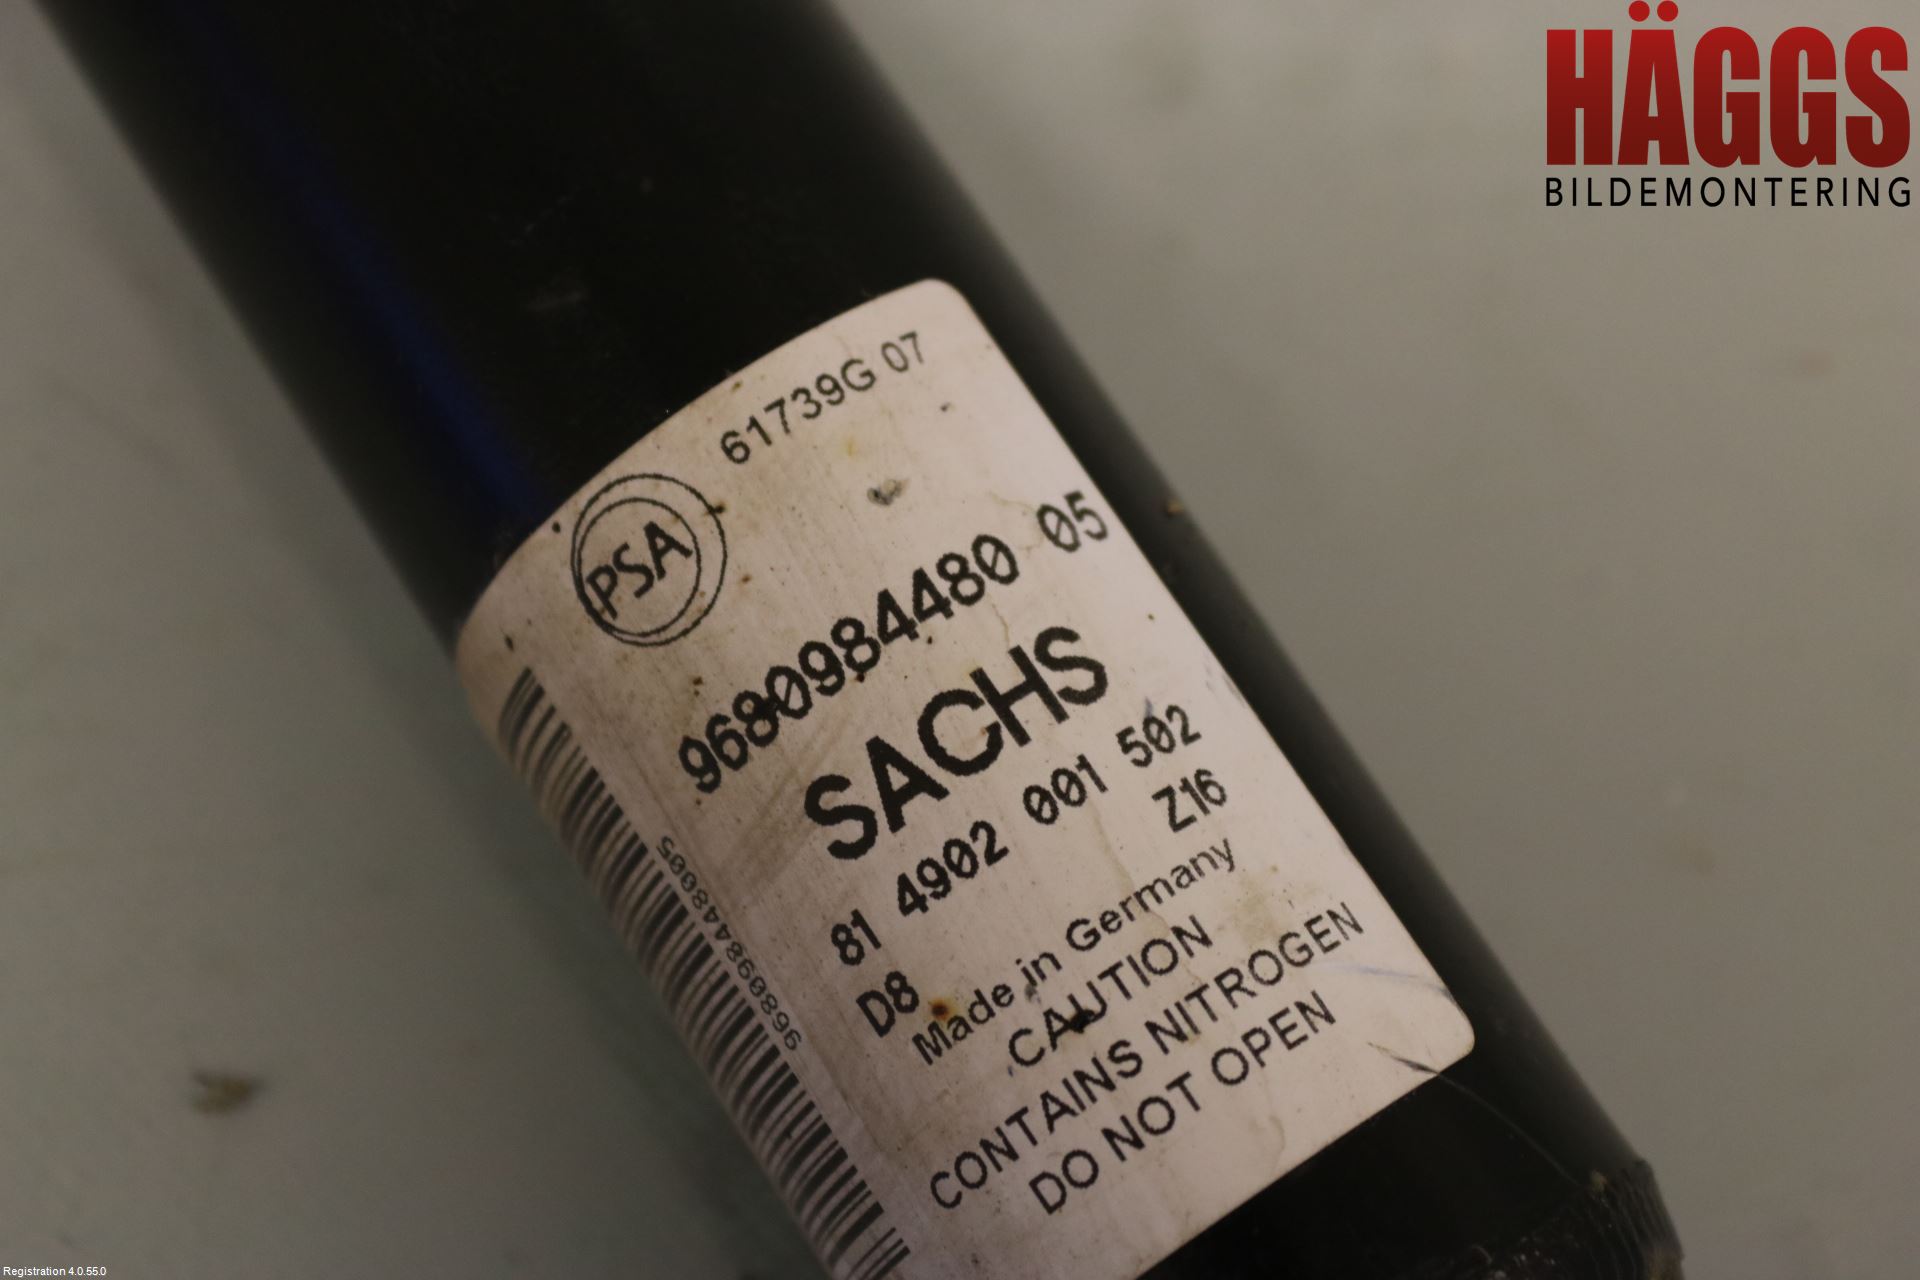 HÄGGS
BILDEMONTERING
61739G 07
PSA
9680984480 05
SACHS
81 4902 001 502
D8 Z16
Made in Germany
CAUTION
CONTAINS NITROGEN
DO NOT OPEN
968098448005
Registration 4.0.55.0